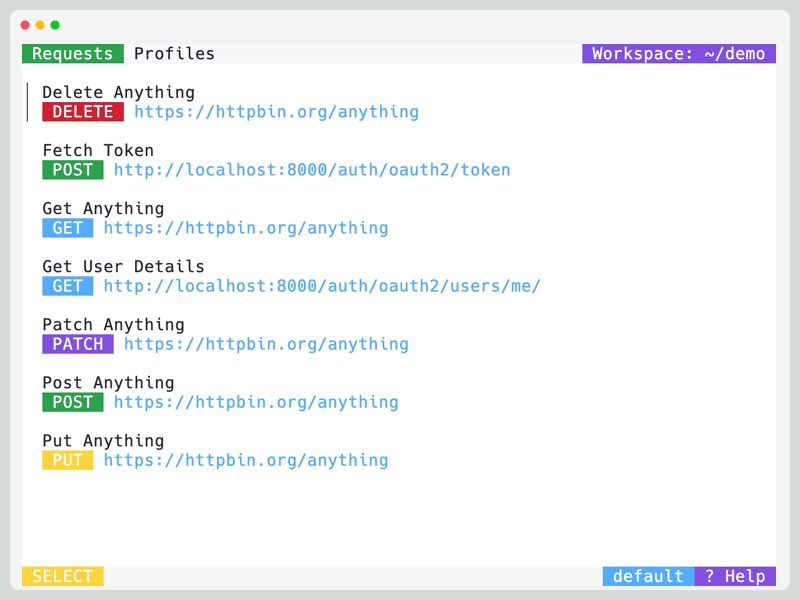 Requests Profiles Workspace: ~/demo
Delete Anything
DELETE https://httpbin.org/anything
Fetch Token
POST http://localhost:8000/auth/oauth2/token
Get Anything
GET https://httpbin.org/anything
Get User Details
GET http://localhost:8000/auth/oauth2/users/me/
Patch Anything
PATCH https://httpbin.org/anything
Post Anything
POST https://httpbin.org/anything
Put Anything
PUT https://httpbin.org/anything
SELECT default ? Help